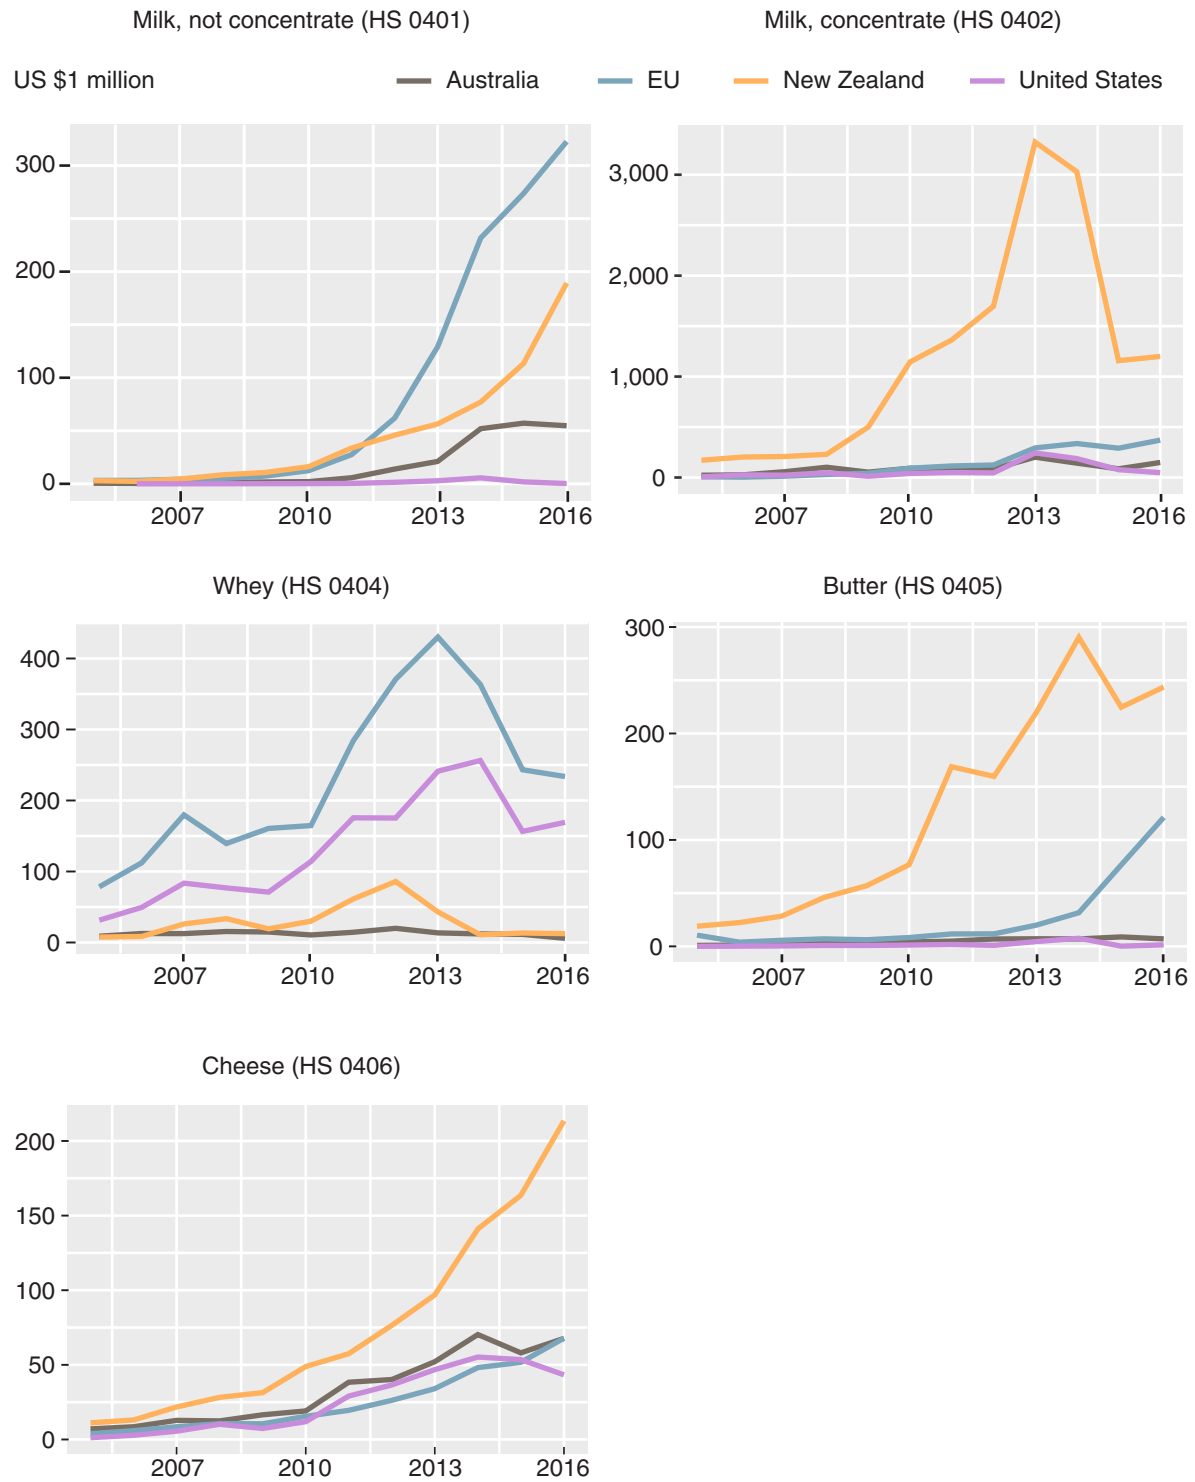 Milk, not concentrate (HS 0401)
Milk, concentrate (HS 0402)
US $1 million
Australia
EU
New Zealand
United States
300
200
100
0
2007 2010 2013 2016
3,000
2,000
1,000
0
2007 2010 2013 2016
Whey (HS 0404)
400
300
200
100
0
2007 2010 2013 2016
Butter (HS 0405)
300
200
100
0
2007 2010 2013 2016
Cheese (HS 0406)
200
150
100
50
0
2007 2010 2013 2016